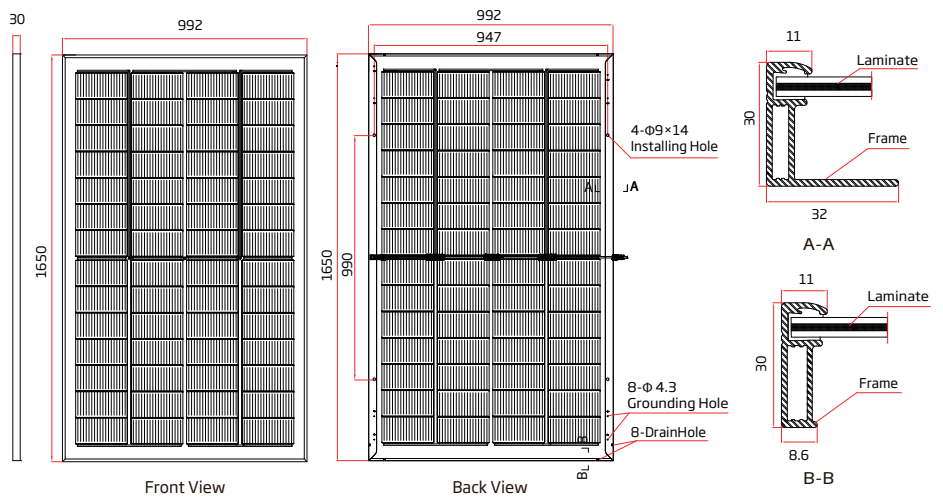 30
992
1650
Front View
992
947
1650
990
4-Φ9×14
Installing Hole
A
A
8-Φ 4.3
Grounding Hole
8-DrainHole
B
B
Back View
11
Laminate
30
Frame
32
A-A
11
Laminate
30
Frame
8.6
B-B